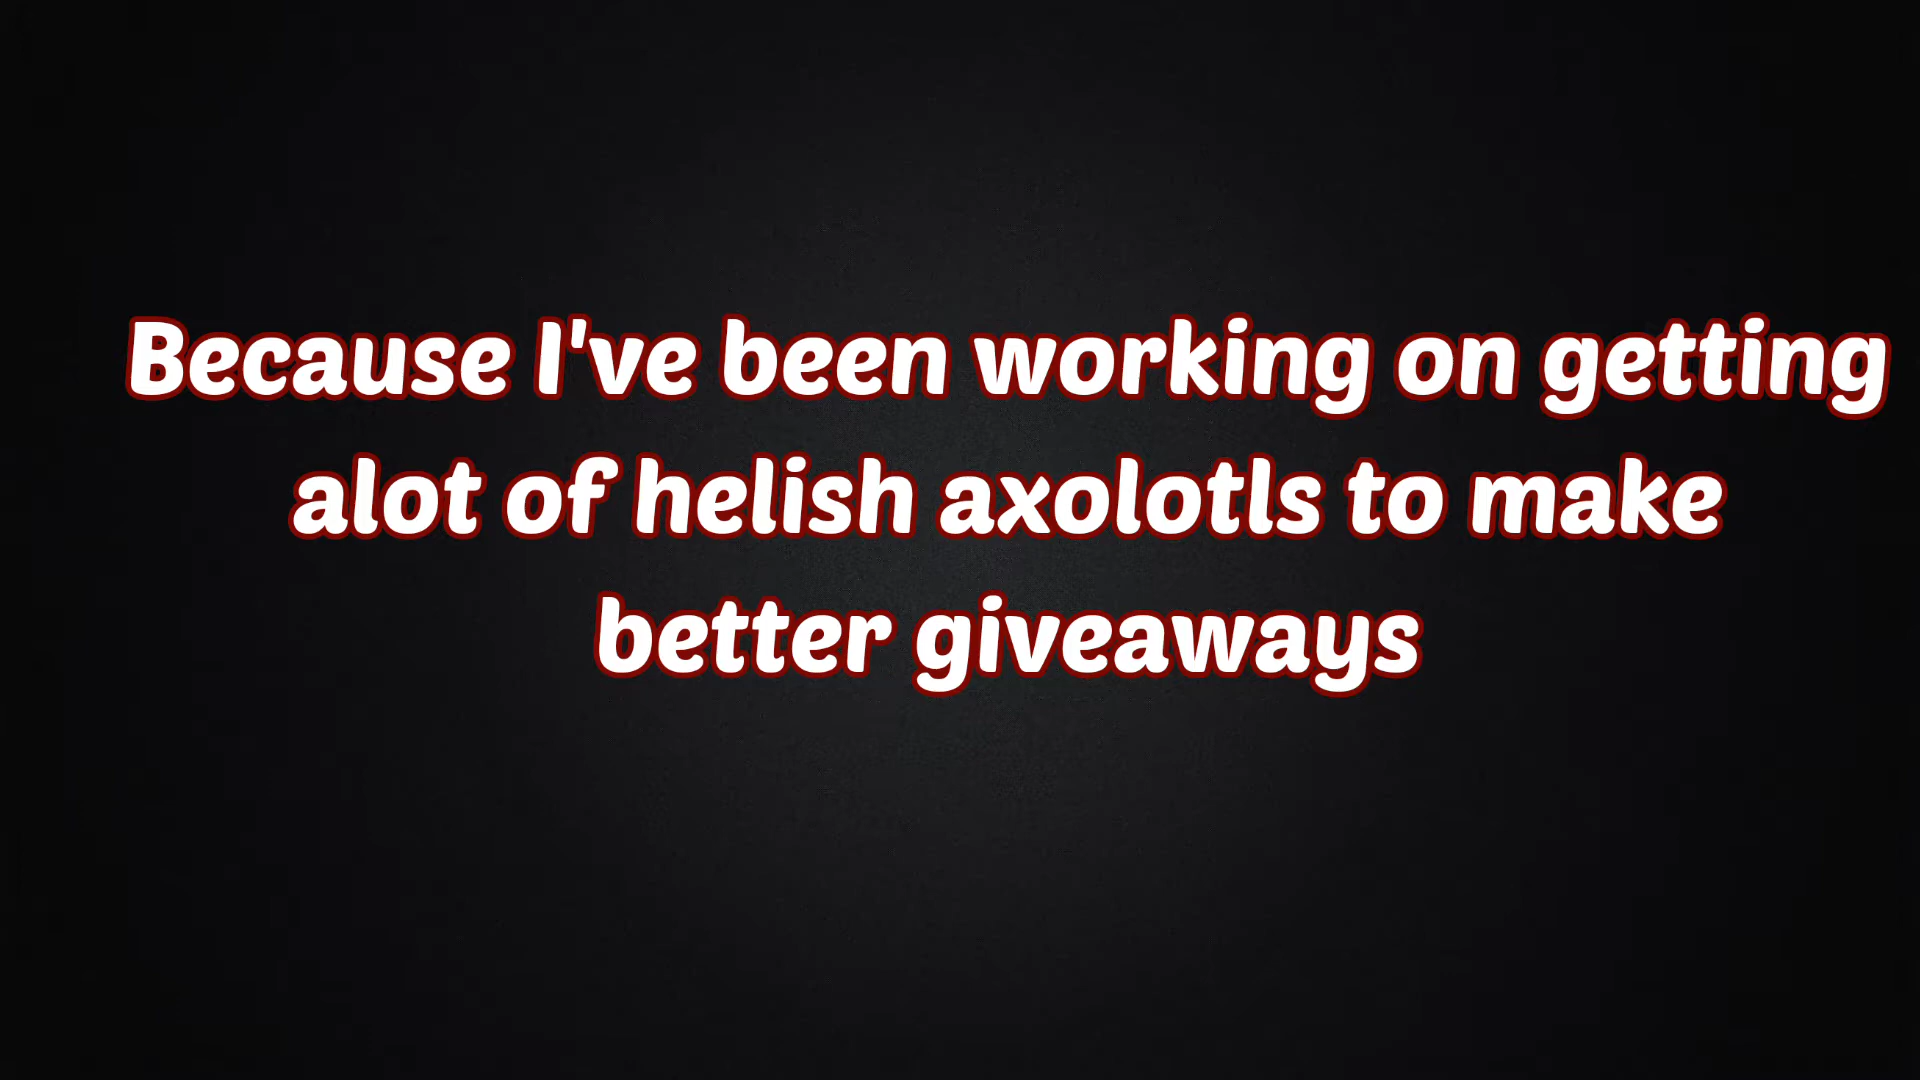 Because I've been working on getting
alot of helish axolotls to make
better giveaways